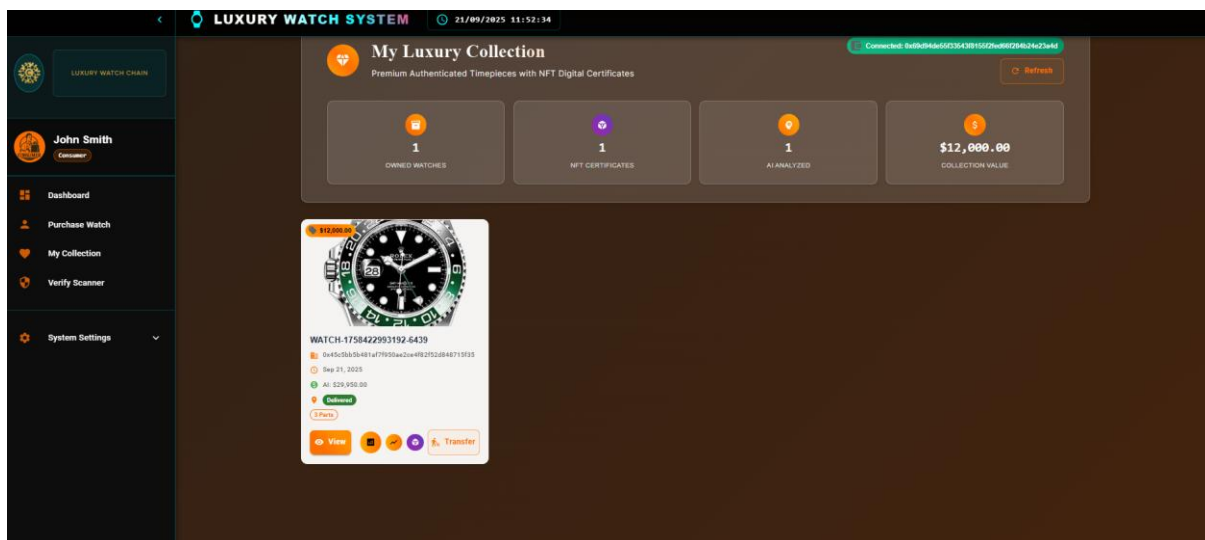 LUXURY WATCH SYSTEM
21/09/2025 11:52:34
LUXURY WATCH CHAIN
John Smith
Consumer
Dashboard
Purchase Watch
My Collection
Verify Scanner
System Settings
My Luxury Collection
Premium Authenticated Timepieces with NFT Digital Certificates
Refresh
1
OWNED WATCHES
1
NFT CERTIFICATES
1
AI ANALYZED
$12,000.00
COLLECTION VALUE
$12,000.00
ROLEX
28
WATCH-1758422993192-6439
Sep 21, 2025
AI: $29,950.00
Delivered
3 Parts
View
Transfer